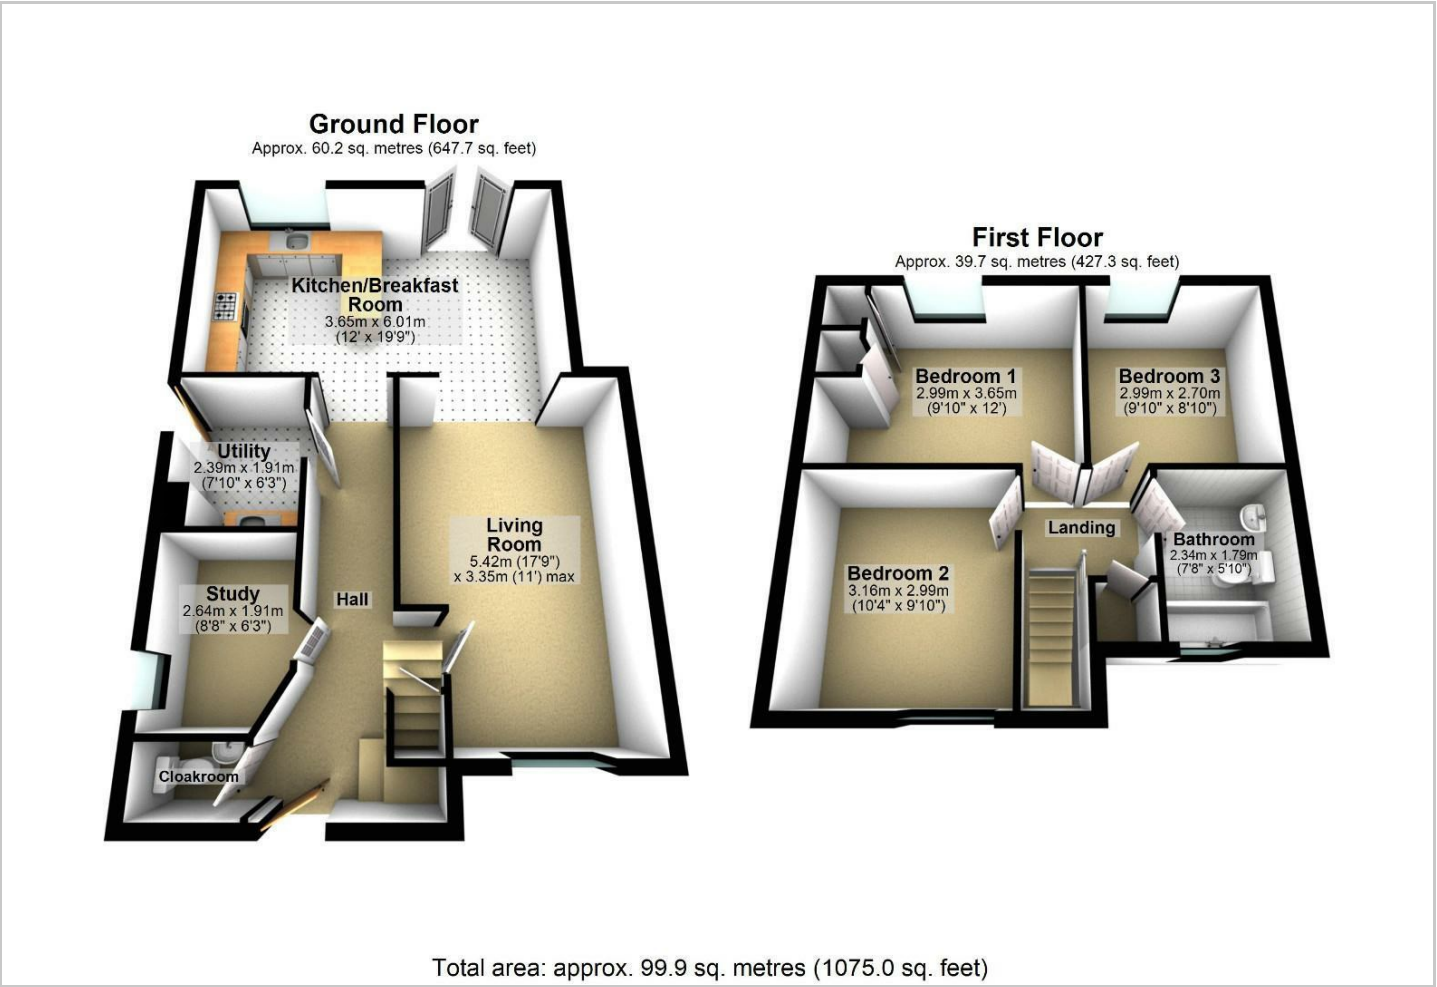 Ground Floor
Approx. 60.2 sq. metres (647.7 sq. feet)
Kitchen/Breakfast
Room
3.65m x 6.01m
(12' x 19'9")
Utility
2.39m x 1.91m
(7'10" x 6'3")
Living
Room
5.42m (17'9")
x 3.35m (11') max
Study
2.64m x 1.91m
(8'8" x 6'3")
Hall
Cloakroom
First Floor
Approx. 39.7 sq. metres (427.3 sq. feet)
Bedroom 1
2.99m x 3.65m
(9'10" x 12')
Bedroom 3
2.99m x 2.70m
(9'10" x 8'10")
Landing
Bathroom
2.34m x 1.79m
(7'8" x 5'10")
Bedroom 2
3.16m x 2.99m
(10'4" x 9'10")
Total area: approx. 99.9 sq. metres (1075.0 sq. feet)